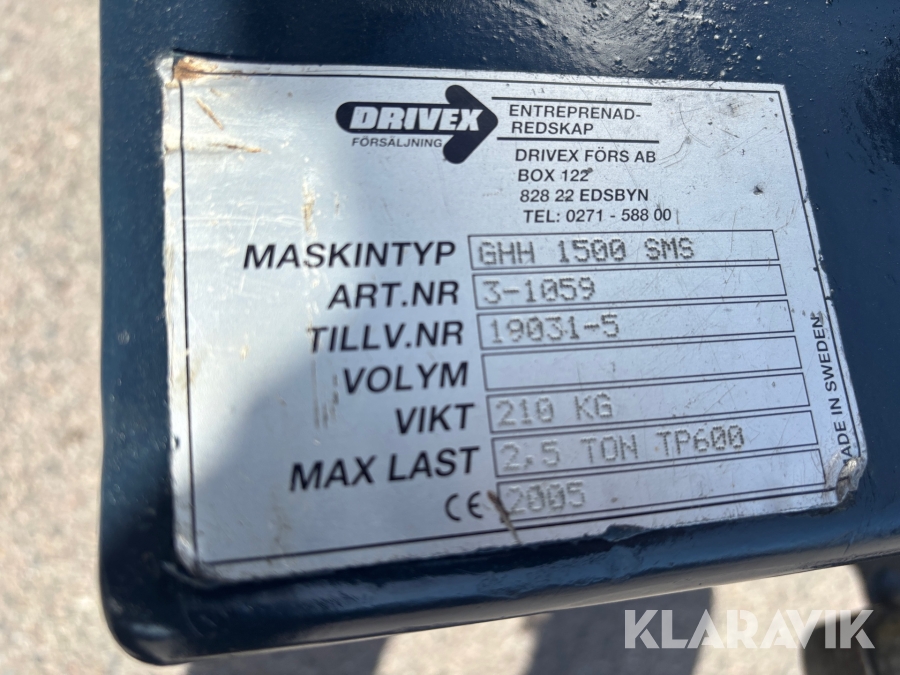 DRIVEX
FÖRSÄLJNING
ENTREPRENAD-
REDSKAP
DRIVEX FÖRS AB
BOX 122
828 22 EDSBYN
TEL: 0271 - 588 00
MASKINTYP GHH 1500 SMS
ART.NR 3-1059
TILLV.NR 19031-5
VOLYM
VIKT 210 KG
MAX LAST 2,5 TON TP600
CE 2005
MADE IN SWEDEN
KLARAVIK